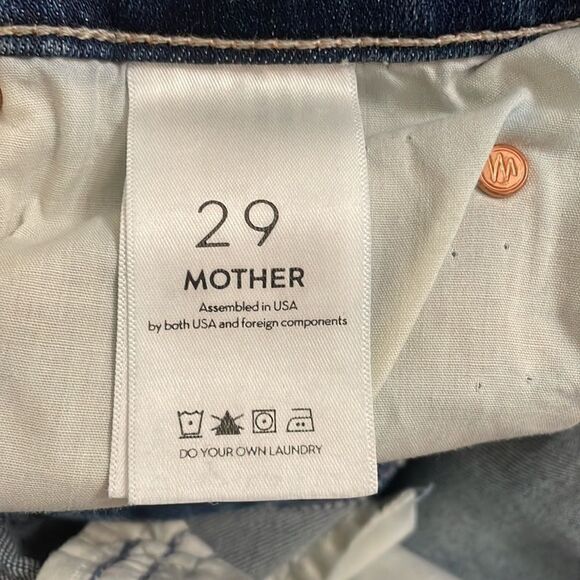 29
MOTHER
Assembled in USA
by both USA and foreign components
DO YOUR OWN LAUNDRY